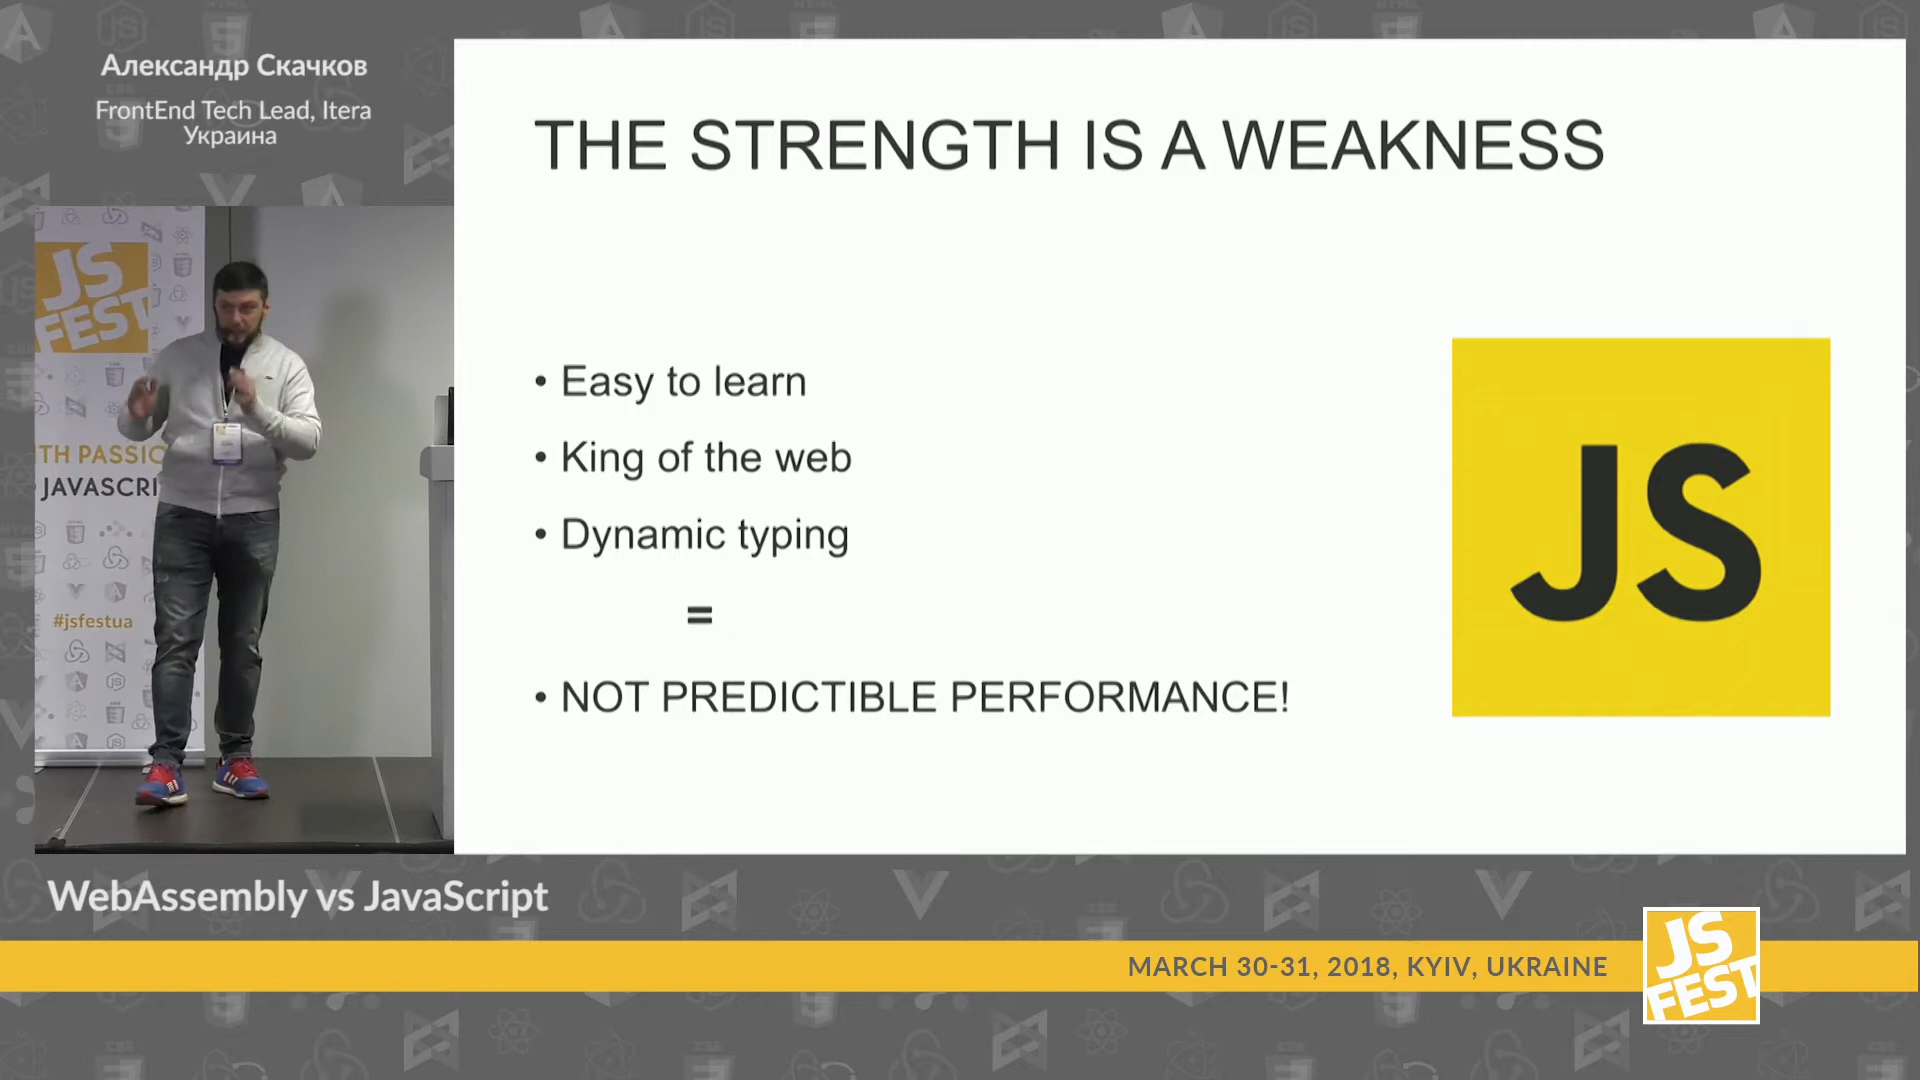 Александр Скачков
FrontEnd Tech Lead, Itera
Украина
THE STRENGTH IS A WEAKNESS
• Easy to learn
• King of the web
• Dynamic typing
=
• NOT PREDICTIBLE PERFORMANCE!
JS
JS
FEST
TH PASSIO
JAVASCRI
#jsfestua
WebAssembly vs JavaScript
MARCH 30-31, 2018, KYIV, UKRAINE
JS
FEST